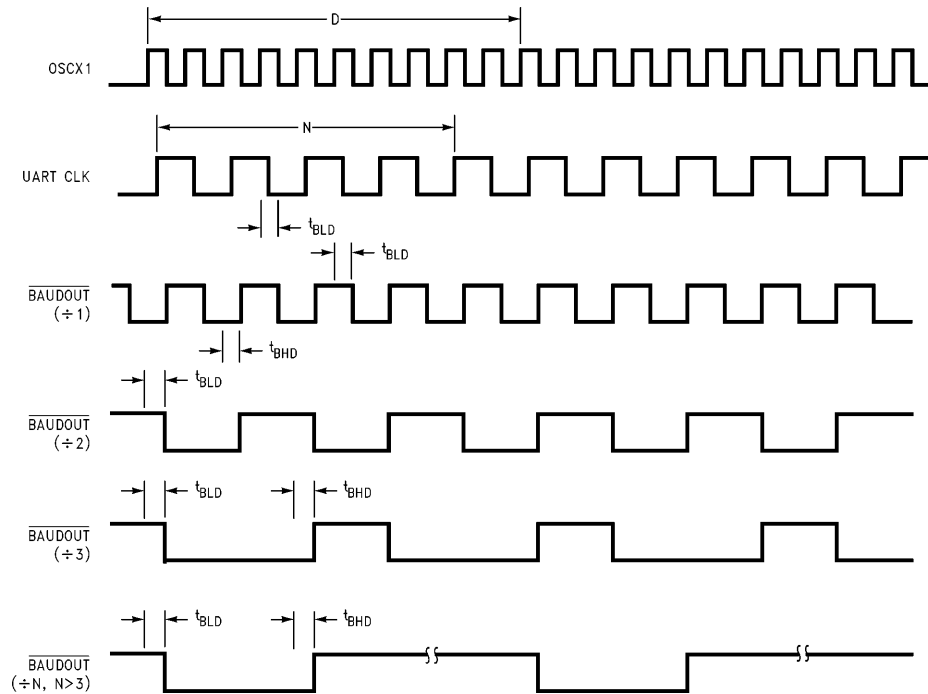 D
OSCX1
N
UART CLK
tBLD
tBLD
BAUDOUT
(÷1)
tBHD
tBLD
BAUDOUT
(÷2)
tBLD
tBHD
BAUDOUT
(÷3)
tBLD
tBHD
BAUDOUT
(÷N, N>3)